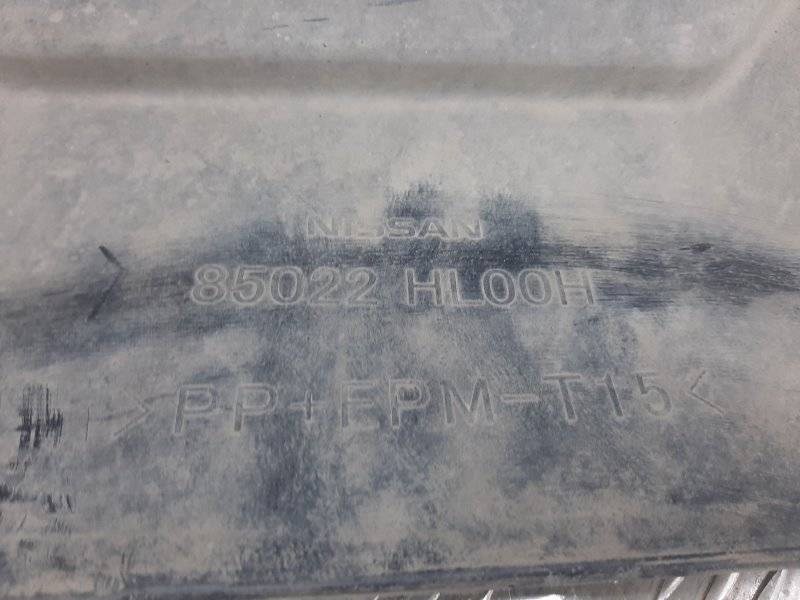 NISSAN
85022 HL00H
>PP+EPM-T15<